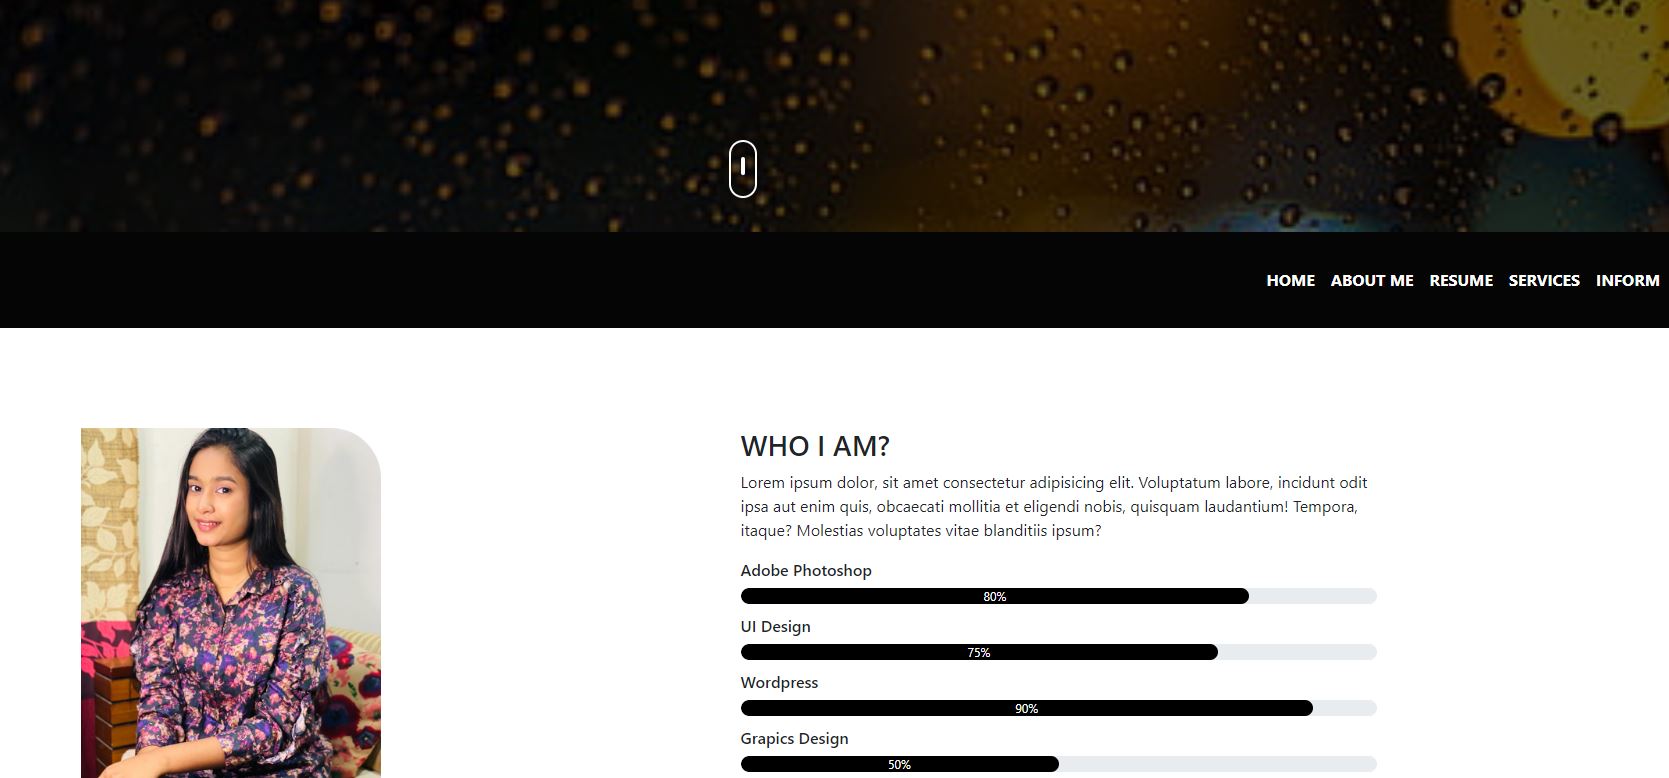 HOME ABOUT ME RESUME SERVICES INFORM
WHO I AM?
Lorem ipsum dolor, sit amet consectetur adipisicing elit. Voluptatum labore, incidunt odit
ipsa aut enim quis, obcaecati mollitia et eligendi nobis, quisquam laudantium! Tempora,
itaque? Molestias voluptates vitae blanditiis ipsum?
Adobe Photoshop
80%
UI Design
75%
Wordpress
90%
Grapics Design
50%